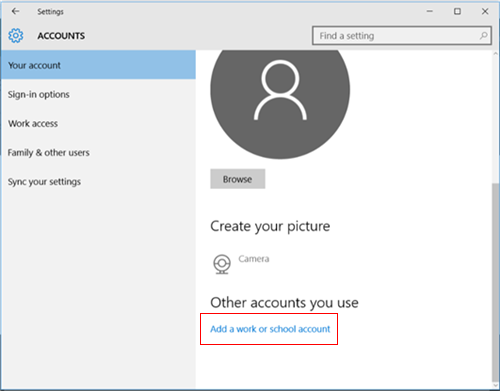 Settings
ACCOUNTS
Find a setting
Your account
Sign-in options
Work access
Family & other users
Sync your settings
Browse
Create your picture
Camera
Other accounts you use
Add a work or school account